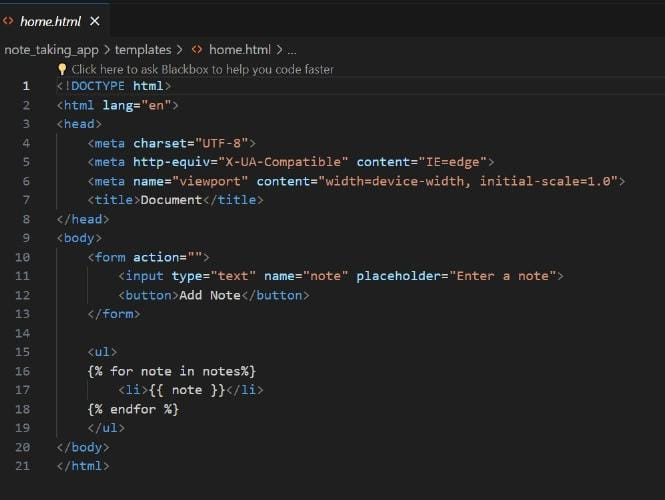 <> home.html ×
note_taking_app > templates > <> home.html > ...
Click here to ask Blackbox to help you code faster
1 <!DOCTYPE html>
2 <html lang="en">
3 <head>
4     <meta charset="UTF-8">
5     <meta http-equiv="X-UA-Compatible" content="IE=edge">
6     <meta name="viewport" content="width=device-width, initial-scale=1.0">
7     <title>Document</title>
8 </head>
9 <body>
10     <form action="">
11         <input type="text" name="note" placeholder="Enter a note">
12         <button>Add Note</button>
13     </form>
14
15     <ul>
16     {% for note in notes%}
17         <li>{{ note }}</li>
18     {% endfor %}
19     </ul>
20 </body>
21 </html>